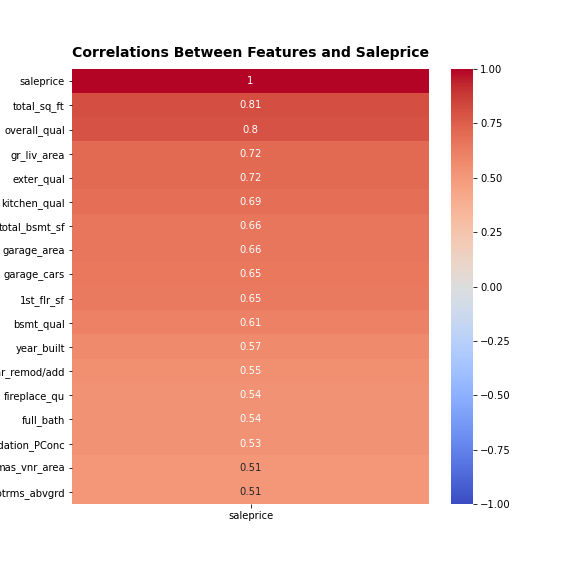 Correlations Between Features and Saleprice
saleprice 1
total_sq_ft 0.81
overall_qual 0.8
gr_liv_area 0.72
exter_qual 0.72
kitchen_qual 0.69
total_bsmt_sf 0.66
garage_area 0.66
garage_cars 0.65
1st_flr_sf 0.65
bsmt_qual 0.61
year_built 0.57
ar_remod/add 0.55
fireplace_qu 0.54
full_bath 0.54
dation_PConc 0.53
mas_vnr_area 0.51
otrms_abvgrd 0.51
saleprice
1.00
0.75
0.50
0.25
0.00
−0.25
−0.50
−0.75
−1.00